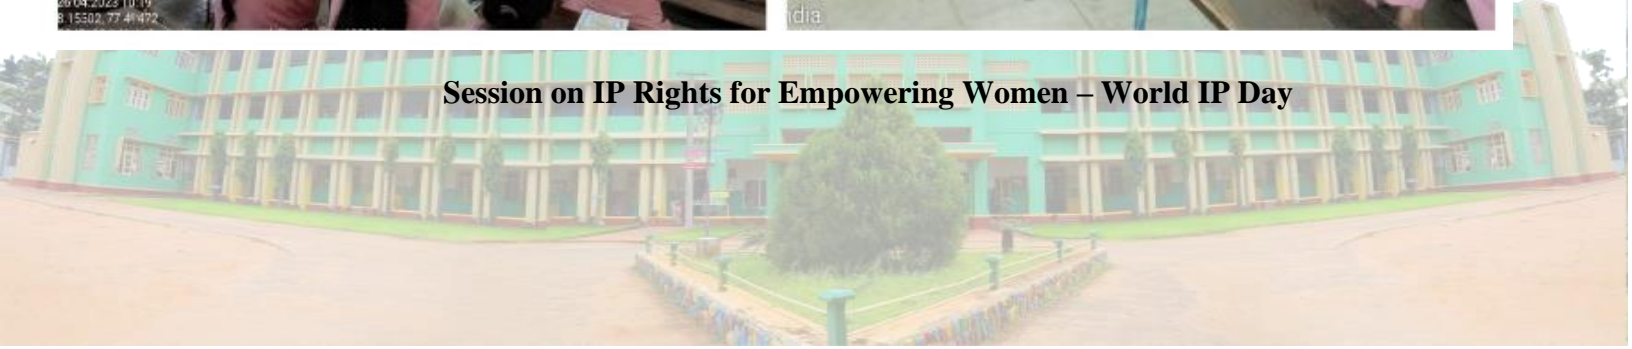 26.04.2023 10:19
8.15502, 77.41472
idia
Session on IP Rights for Empowering Women – World IP Day